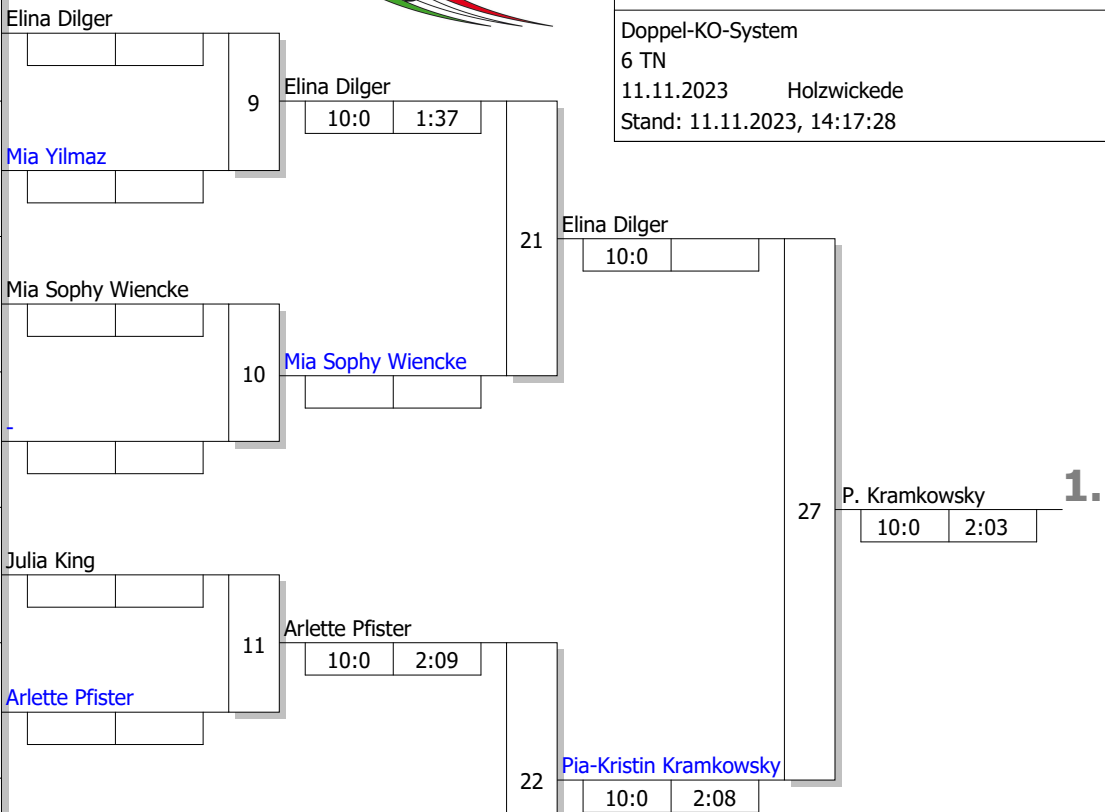 Elina Dilger
Doppel-KO-System
6 TN
11.11.2023 Holzwickede
Stand: 11.11.2023, 14:17:28
9
Elina Dilger
10:0 1:37
Mia Yilmaz
21
Elina Dilger
10:0
Mia Sophy Wiencke
10
Mia Sophy Wiencke
-
27
P. Kramkowsky
1.
10:0 2:03
Julia King
11
Arlette Pfister
10:0 2:09
Arlette Pfister
22
Pia-Kristin Kramkowsky
10:0 2:08